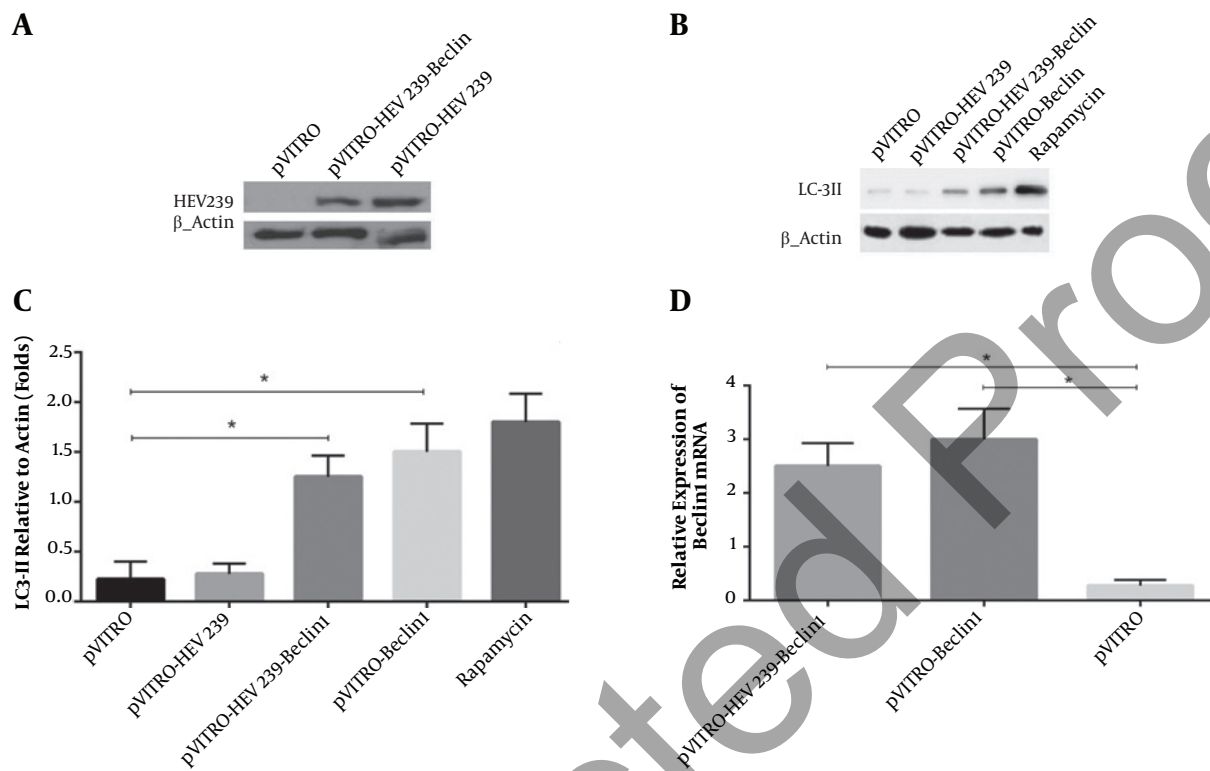 A
pVITRO
pVITRO-HEV 239-Beclin
pVITRO-HEV 239
HEV239
β_Actin
B
pVITRO
pVITRO-HEV 239
pVITRO-HEV 239-Beclin
pVITRO-Beclin
Rapamycin
LC-3II
β_Actin
C
LC3-II Relative to Actin (Folds)
2.5
2.0
1.5
1.0
0.5
0.0
*
*
pVITRO
pVITRO-HEV 239
pVITRO-HEV 239-Beclin1
pVITRO-Beclin1
Rapamycin
D
Relative Expression of
Beclin1 mRNA
4
3
2
1
0
*
*
pVITRO-HEV 239-Beclin1
pVITRO-Beclin1
pVITRO